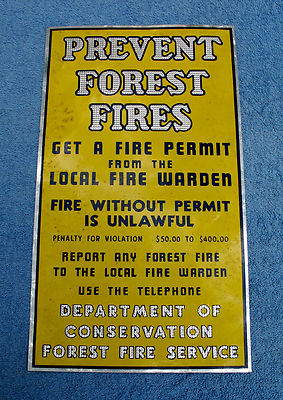 PREVENT
FOREST
FIRES
GET A FIRE PERMIT
FROM THE
LOCAL FIRE WARDEN
FIRE WITHOUT PERMIT
IS UNLAWFUL
PENALTY FOR VIOLATION $50.00 TO $400.00
REPORT ANY FOREST FIRE
TO THE LOCAL FIRE WARDEN
USE THE TELEPHONE
DEPARTMENT OF
CONSERVATION
FOREST FIRE SERVICE